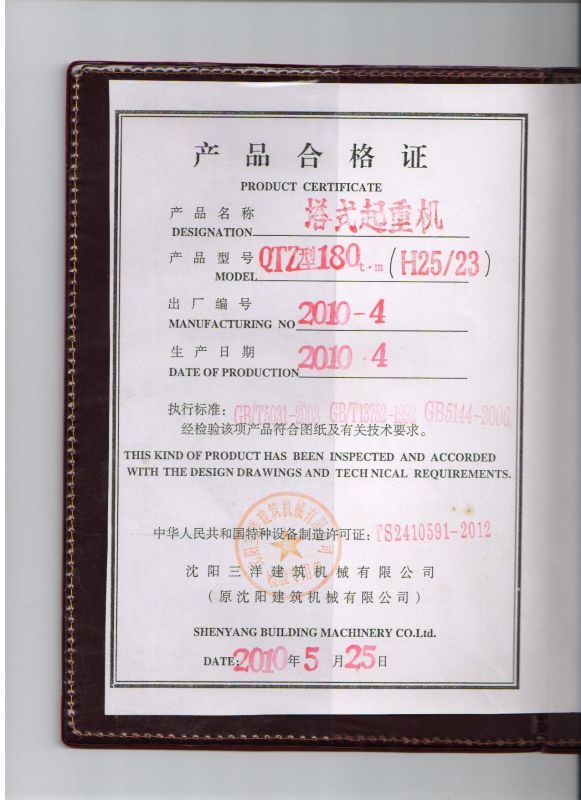 产品合格证
PRODUCT CERTIFICATE
产品名称 塔式起重机
DESIGNATION
产品型号 QTZ型180t.m(H25/23)
MODEL
出厂编号 2010-4
MANUFACTURING NO
生产日期 2010.4
DATE OF PRODUCTION
执行标准: GB/T5031-2008 GB/T13752-1992 GB5144-2006
经检验该项产品符合图纸及有关技术要求。
THIS KIND OF PRODUCT HAS BEEN INSPECTED AND ACCORDED
WITH THE DESIGN DRAWINGS AND TECH NICAL REQUIREMENTS.
中华人民共和国特种设备制造许可证: TS2410591-2012
沈阳三洋建筑机械有限公司
(原沈阳建筑机械有限公司)
SHENYANG BUILDING MACHINERY CO.Ltd.
DATE: 2010年5月25日